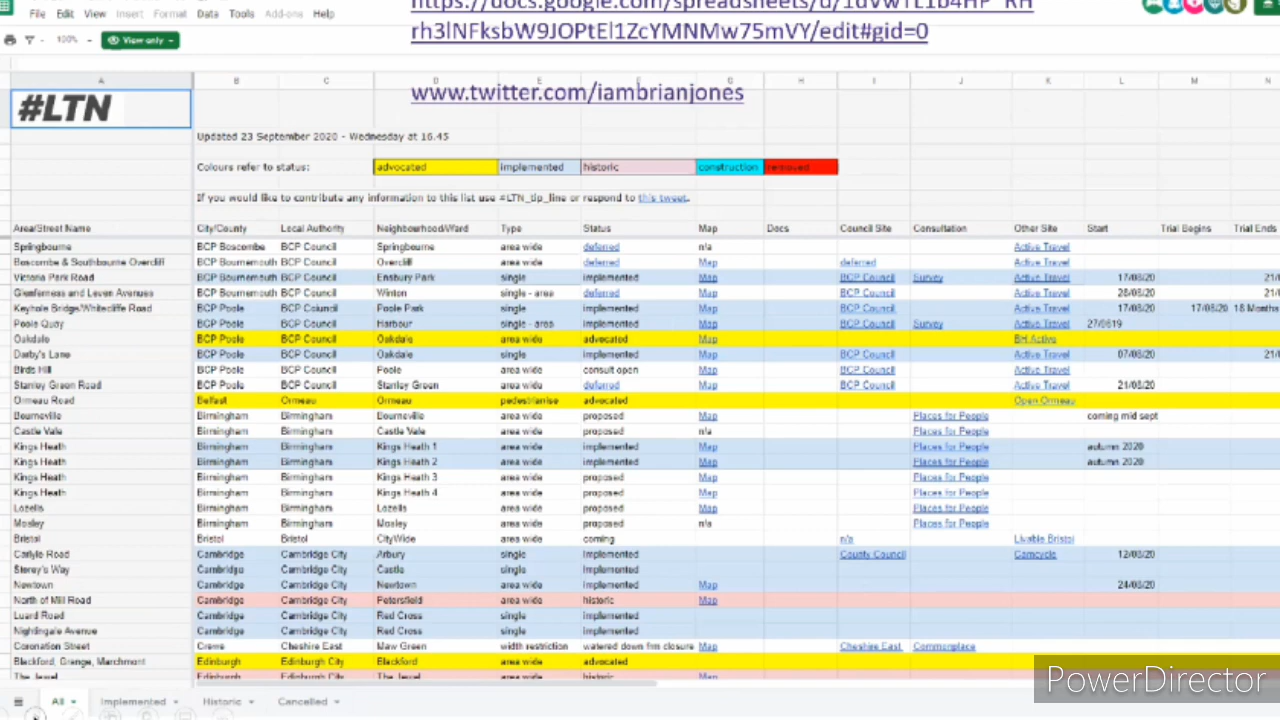 File Edit View Insert Format Data Tools Add-ons Help
100% View only
rh3lNFksbW9JOPtEl1ZcYMNMw75mVY/edit#gid=0
A B C D E F G H I J K L M N
#LTN www.twitter.com/iambrianjones
Updated 23 September 2020 - Wednesday at 16.45
Colours refer to status: advocated implemented historic construction removed
If you would like to contribute any information to this list use #LTN_tip_line or respond to this tweet.
Area/Street Name City/County Local Authority Neighbourhood/Ward Type Status Map Docs Council Site Consultation Other Site Start Trial Begins Trial Ends
Springbourne BCP Boscombe BCP Council Springbourne area wide deferred n/a Active Travel
Boscombe & Southbourne Overcliff BCP Bournemouth BCP Council Overcliff area wide deferred Map deferred Active Travel
Victoria Park Road BCP Bournemouth BCP Council Ensbury Park single implemented Map BCP Council Survey Active Travel 17/08/20 21/
Glenferness and Leven Avenues BCP Bournemouth BCP Council Winton single - area deferred Map BCP Council Active Travel 28/08/20 21/
Keyhole Bridge/Whitecliffe Road BCP Poole BCP Council Poole Park single implemented Map BCP Council Active Travel 17/08/20 17/08/20 18 Months
Poole Quay BCP Poole BCP Council Harbour single - area implemented Map BCP Council Survey Active Travel 27/0619
Oakdale BCP Poole BCP Council Oakdale area wide advocated Map BH Active
Darby's Lane BCP Poole BCP Council Oakdale single implemented Map BCP Council Active Travel 07/08/20 21/
Birds Hill BCP Poole BCP Council Poole area wide consult open Map BCP Council Active Travel
Stanley Green Road BCP Poole BCP Council Stanley Green area wide deferred Map BCP Council Active Travel 21/08/20
Ormeau Road Belfast Ormeau Ormeau pedestrianise advocated Open Ormeau
Bourneville Birmingham Birmingham Bourneville area wide proposed Map Places for People coming mid sept
Castle Vale Birmingham Birmingham Castle Vale area wide proposed n/a Places for People
Kings Heath Birmingham Birmingham Kings Heath 1 area wide implemented Map Places for People autumn 2020
Kings Heath Birmingham Birmingham Kings Heath 2 area wide implemented Map Places for People autumn 2020
Kings Heath Birmingham Birmingham Kings Heath 3 area wide proposed Map Places for People
Kings Heath Birmingham Birmingham Kings Heath 4 area wide proposed Map Places for People
Lozells Birmingham Birmingham Lozells area wide proposed Map Places for People
Mosley Birmingham Birmingham Mosley area wide proposed n/a Places for People
Bristol Bristol Bristol CityWide area wide coming n/a Livable Bristol
Carlyle Road Cambridge Cambridge City Arbury single implemented County Council Camcycle 12/08/20
Storey's Way Cambridge Cambridge City Castle single implemented
Newtown Cambridge Cambridge City Newtown area wide implemented Map 24/08/20
North of Mill Road Cambridge Cambridge City Petersfield area wide historic Map
Luard Road Cambridge Cambridge City Red Cross single implemented
Nightingale Avenue Cambridge Cambridge City Red Cross single implemented
Coronation Street Crewe Cheshire East Maw Green width restriction watered down frm closure Map Cheshire East Commonplace
Blackford, Grange, Marchmont Edinburgh Edinburgh City Blackford area wide advocated
The Jewel Edinburgh Edinburgh City The Jewel area wide historic Map
PowerDirector
All Implemented Historic Cancelled